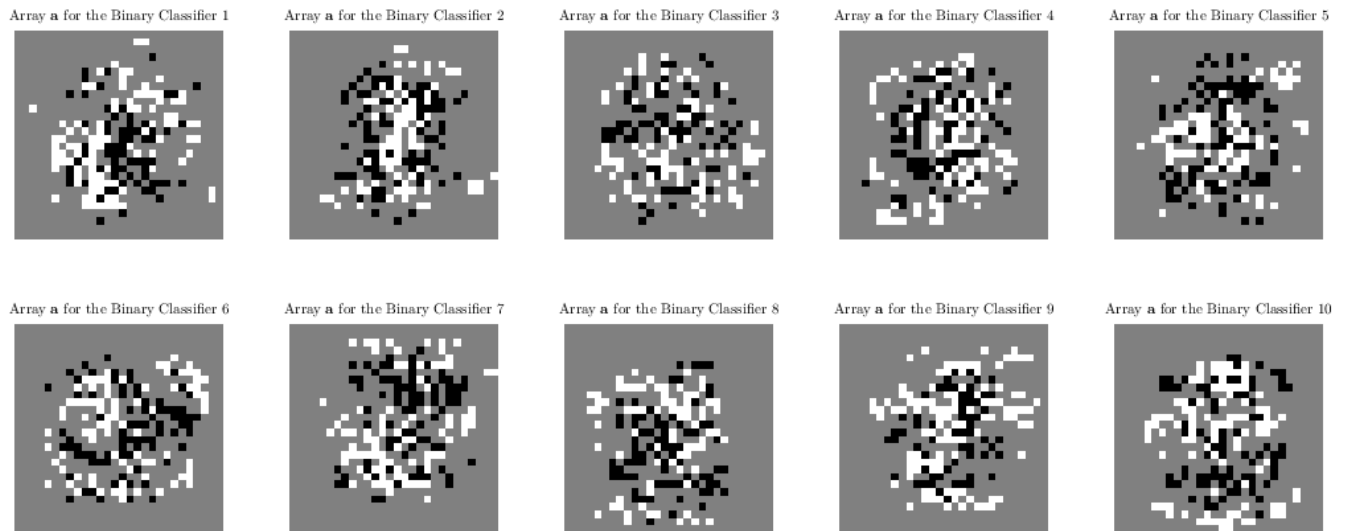 Array a for the Binary Classifier 1
Array a for the Binary Classifier 2
Array a for the Binary Classifier 3
Array a for the Binary Classifier 4
Array a for the Binary Classifier 5
Array a for the Binary Classifier 6
Array a for the Binary Classifier 7
Array a for the Binary Classifier 8
Array a for the Binary Classifier 9
Array a for the Binary Classifier 10